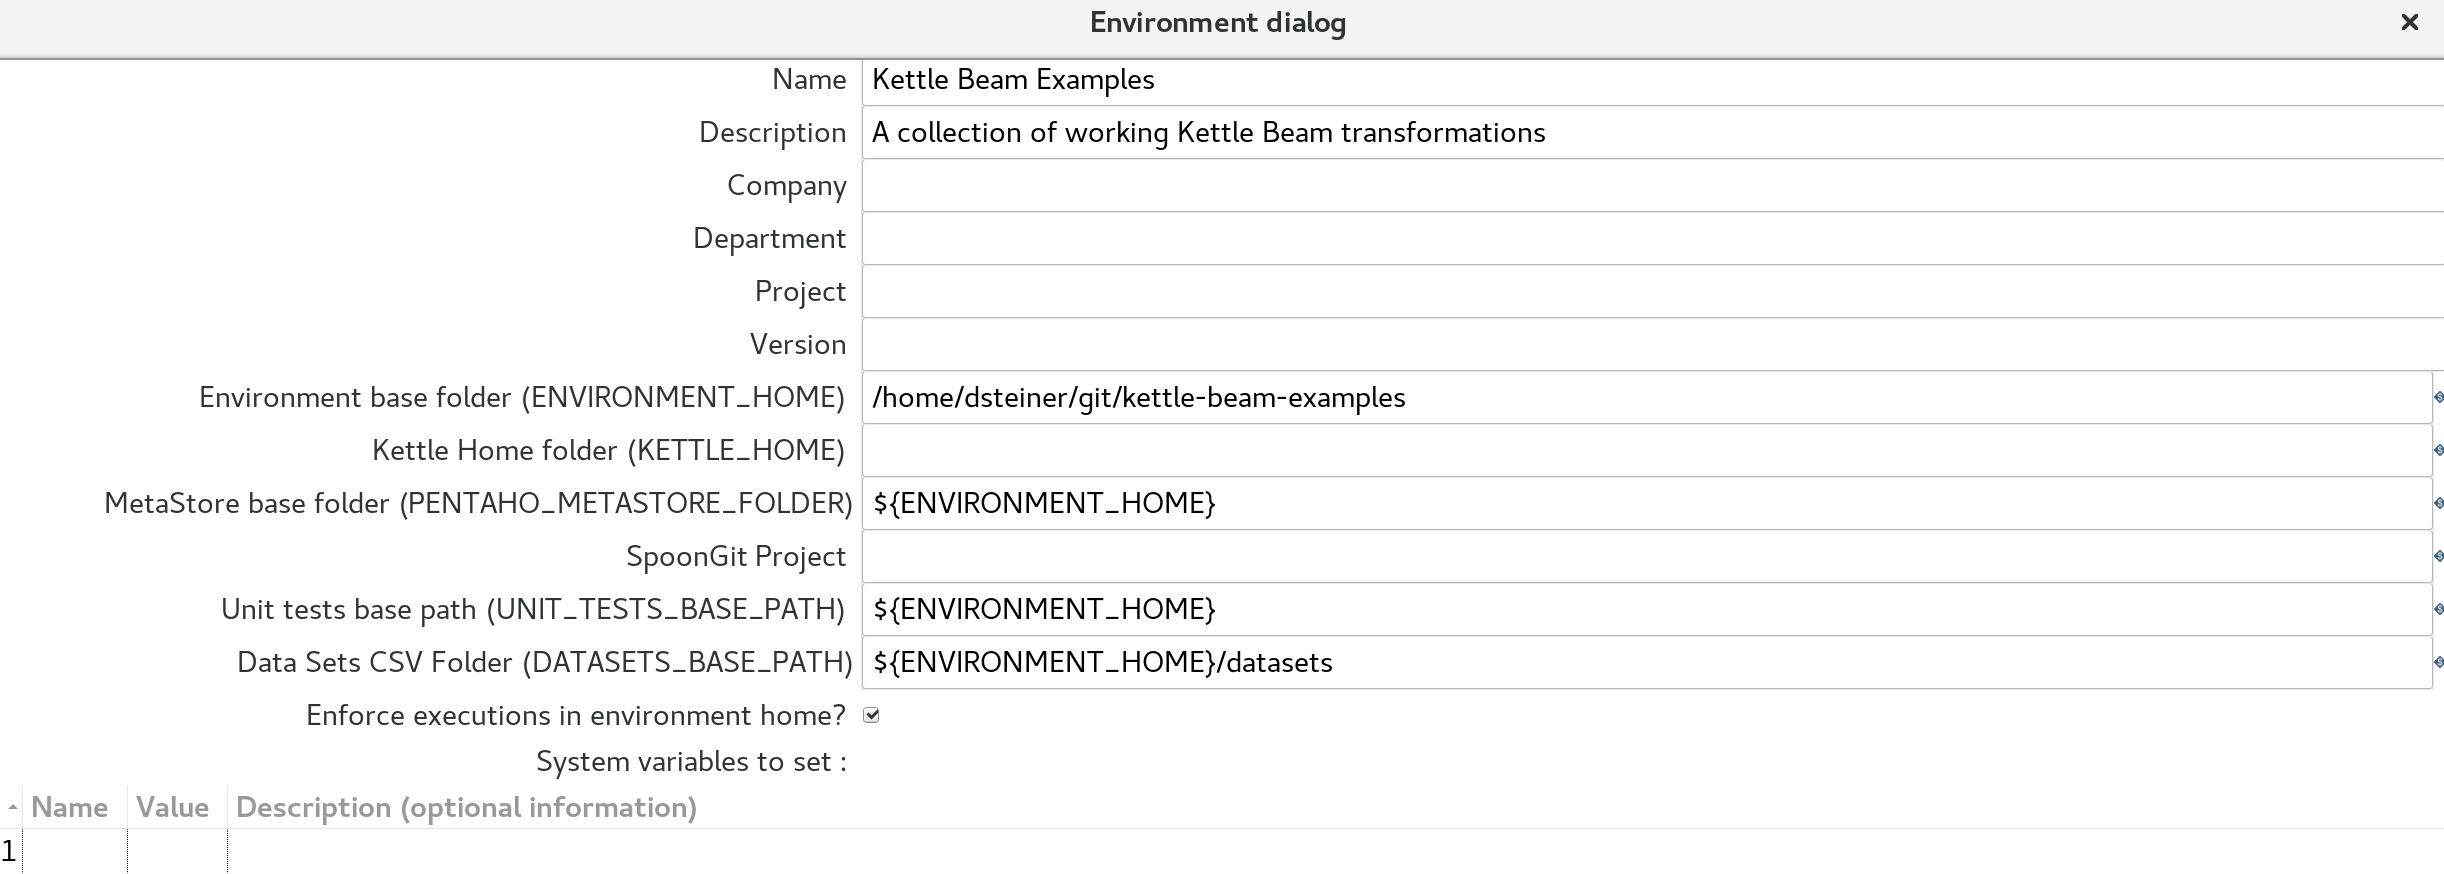 Environment dialog
Name Kettle Beam Examples
Description A collection of working Kettle Beam transformations
Company
Department
Project
Version
Environment base folder (ENVIRONMENT_HOME) /home/dsteiner/git/kettle-beam-examples
Kettle Home folder (KETTLE_HOME)
MetaStore base folder (PENTAHO_METASTORE_FOLDER) ${ENVIRONMENT_HOME}
SpoonGit Project
Unit tests base path (UNIT_TESTS_BASE_PATH) ${ENVIRONMENT_HOME}
Data Sets CSV Folder (DATASETS_BASE_PATH) ${ENVIRONMENT_HOME}/datasets
Enforce executions in environment home?
System variables to set :
Name Value Description (optional information)
1